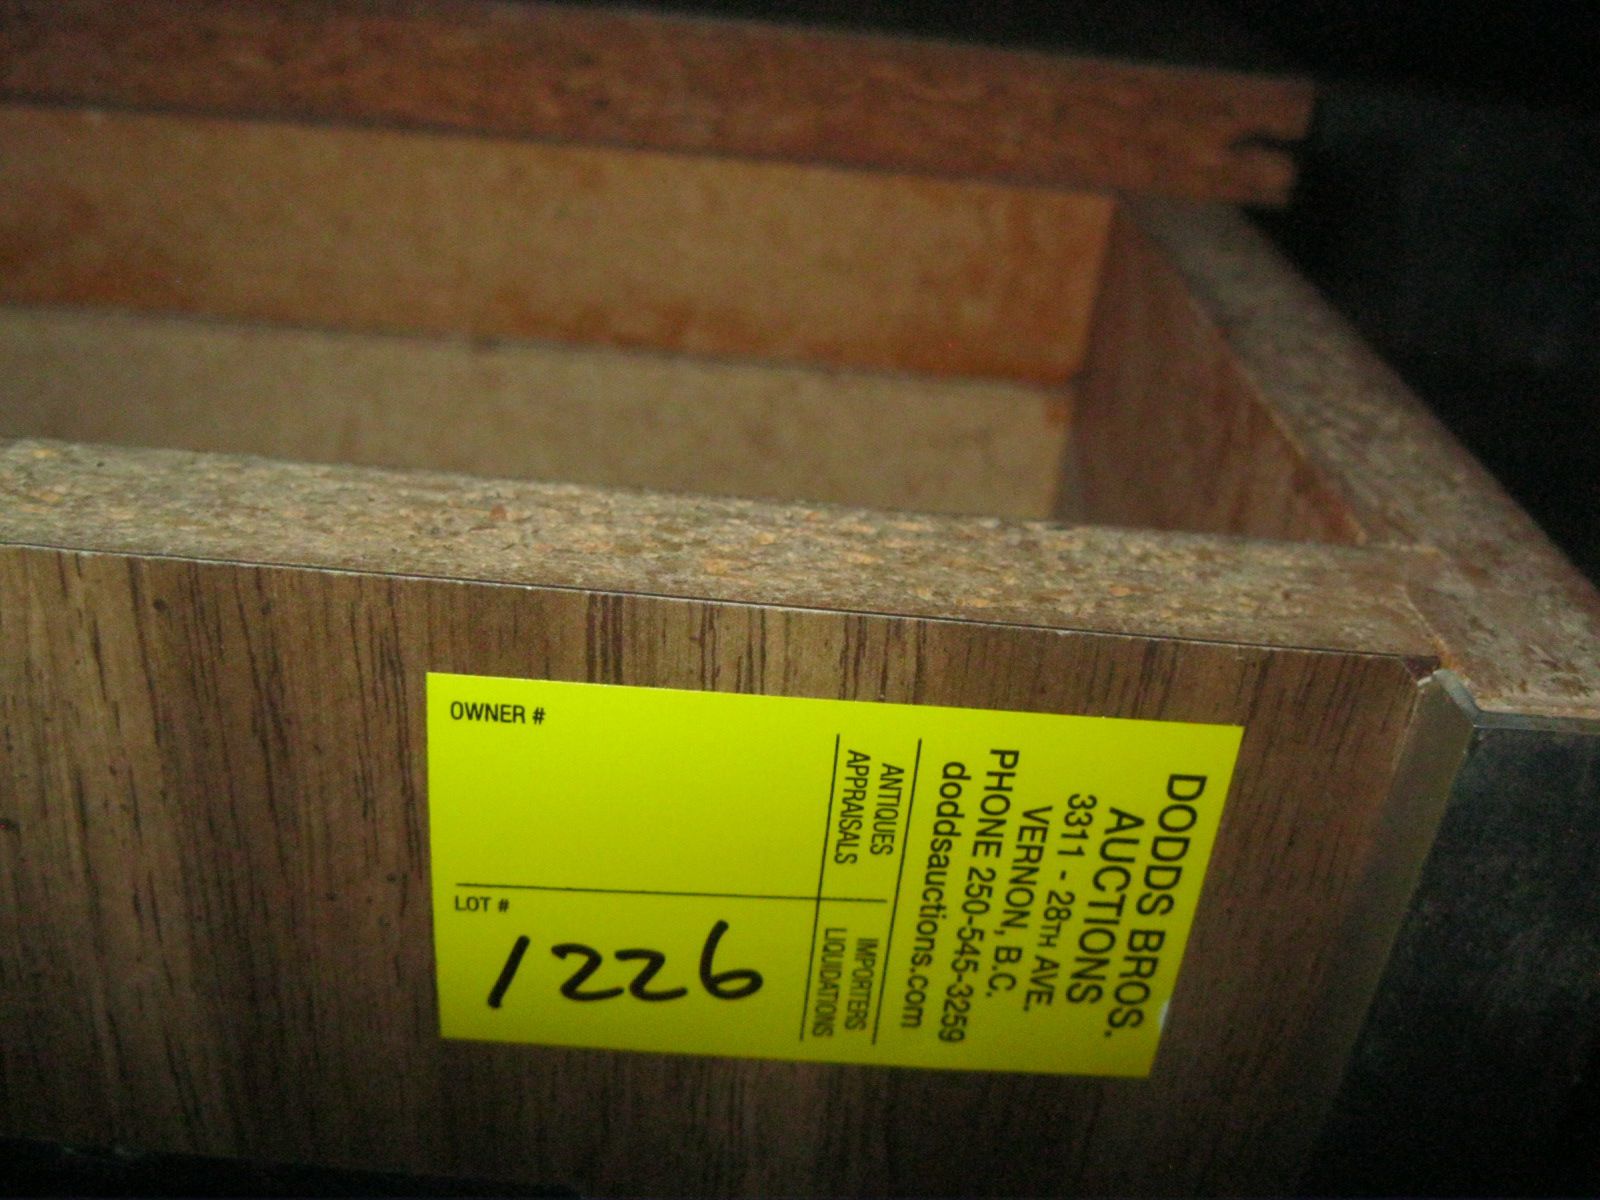 OWNER #
LOT #
1226
DODDS BROS.
AUCTIONS
3311 - 28TH AVE.
VERNON, B.C.
PHONE 250-545-3259
doddsauctions.com
ANTIQUES
APPRAISALS
IMPORTERS
LIQUIDATIONS